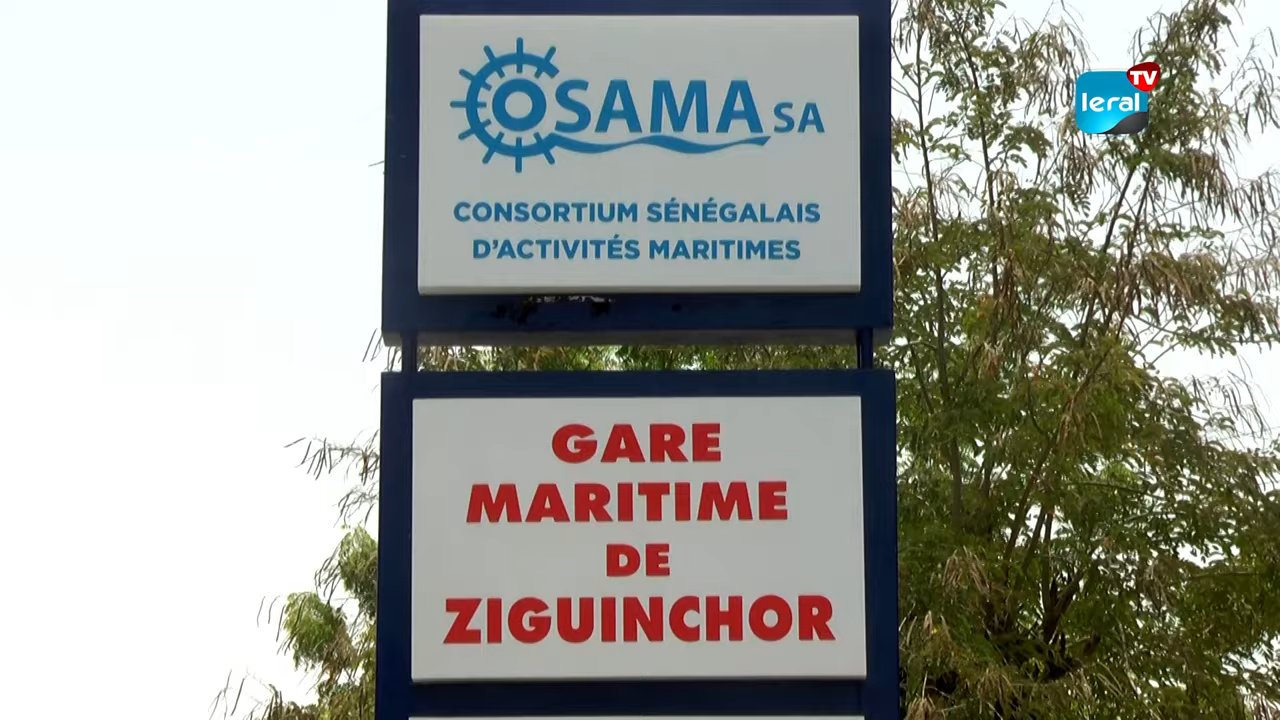 COSAMA SA
CONSORTIUM SÉNÉGALAIS
D'ACTIVITÉS MARITIMES
GARE
MARITIME
DE
ZIGUINCHOR
leral TV